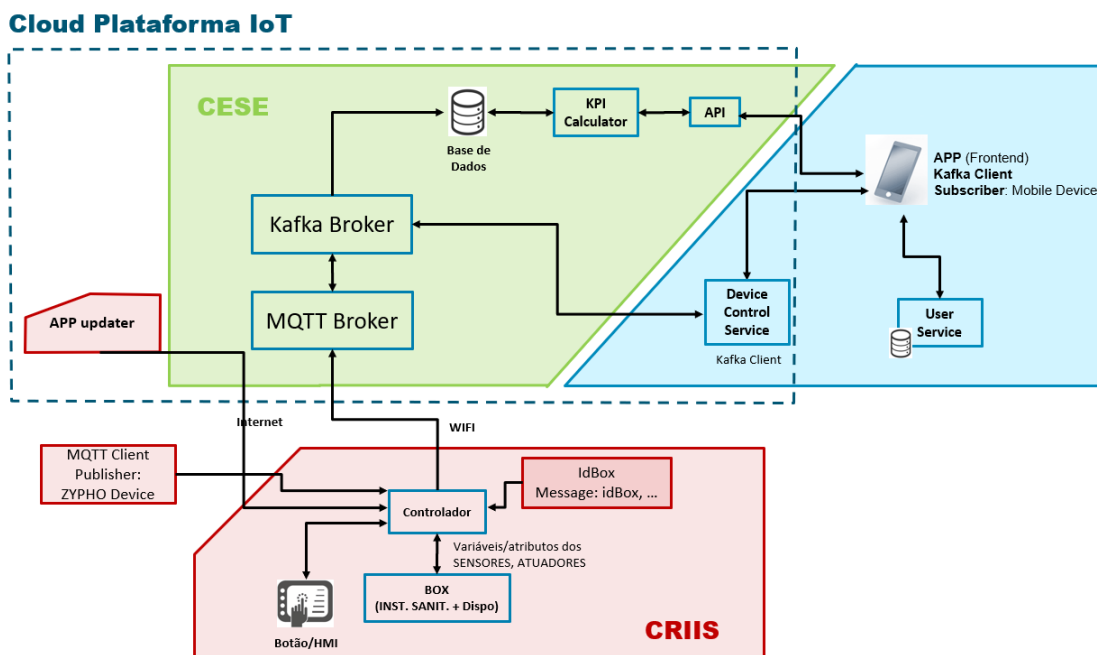 Cloud Plataforma IoT
CESE
Base de
Dados
KPI
Calculator
API
APP (Frontend)
Kafka Client
Subscriber: Mobile Device
Kafka Broker
MQTT Broker
APP updater
Device
Control
Service
Kafka Client
User
Service
Internet
WIFI
MQTT Client
Publisher:
ZYPHO Device
IdBox
Message: idBox, ...
Controlador
Variáveis/atributos dos
SENSORES, ATUADORES
BOX
(INST. SANIT. + Dispo)
Botão/HMI
CRIIS